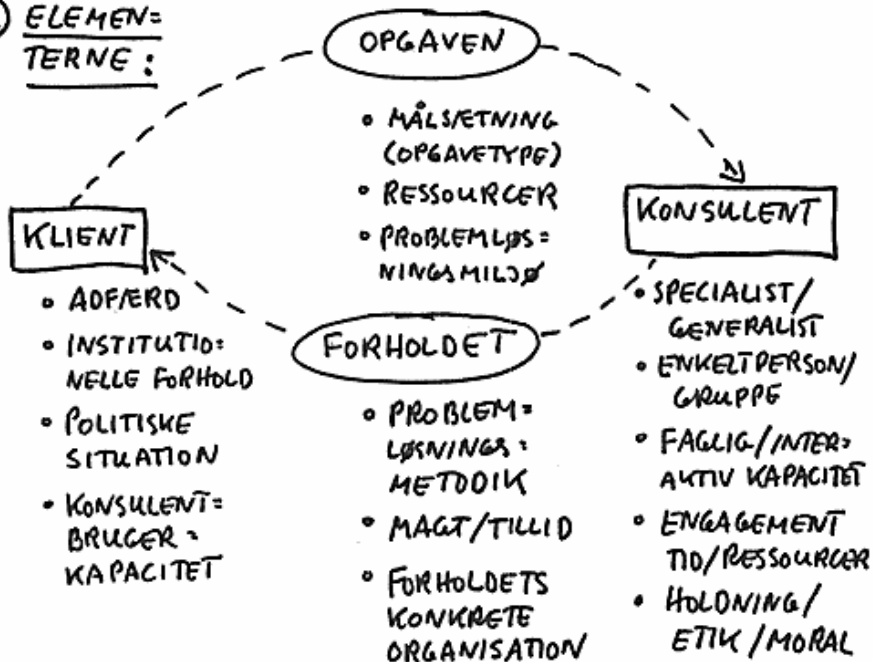 ELEMEN=
TERNE:
OPGAVEN
• MÅLSÆTNING
(OPGAVETYPE)
• RESSOURCER
• PROBLEMLØS=
NINGSMILJØ
KLIENT
• ADFÆRD
• INSTITUTIO=
NELLE FORHOLD
• POLITISKE
SITUATION
• KONSULENT=
BRUGER=
KAPACITET
FORHOLDET
• PROBLEM=
LØSNINGS=
METODIK
• MAGT/TILLID
• FORHOLDETS
KONKRETE
ORGANISATION
KONSULENT
• SPECIALIST/
GENERALIST
• ENKELTPERSON/
GRUPPE
• FAGLIG/INTER=
AKTIV KAPACITET
• ENGAGEMENT
TID/RESSOURCER
• HOLDNING/
ETIK/MORAL